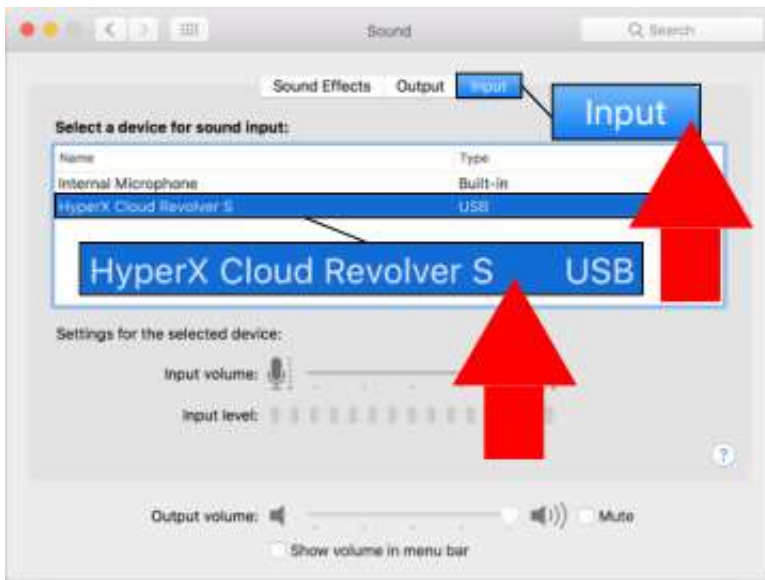 Sound
Search
Sound Effects Output Input
Input
Select a device for sound input:
Name Type
Internal Microphone Built-in
HyperX Cloud Revolver S USB
HyperX Cloud Revolver S USB
Settings for the selected device:
Input volume:
Input level:
?
Output volume: Mute
Show volume in menu bar